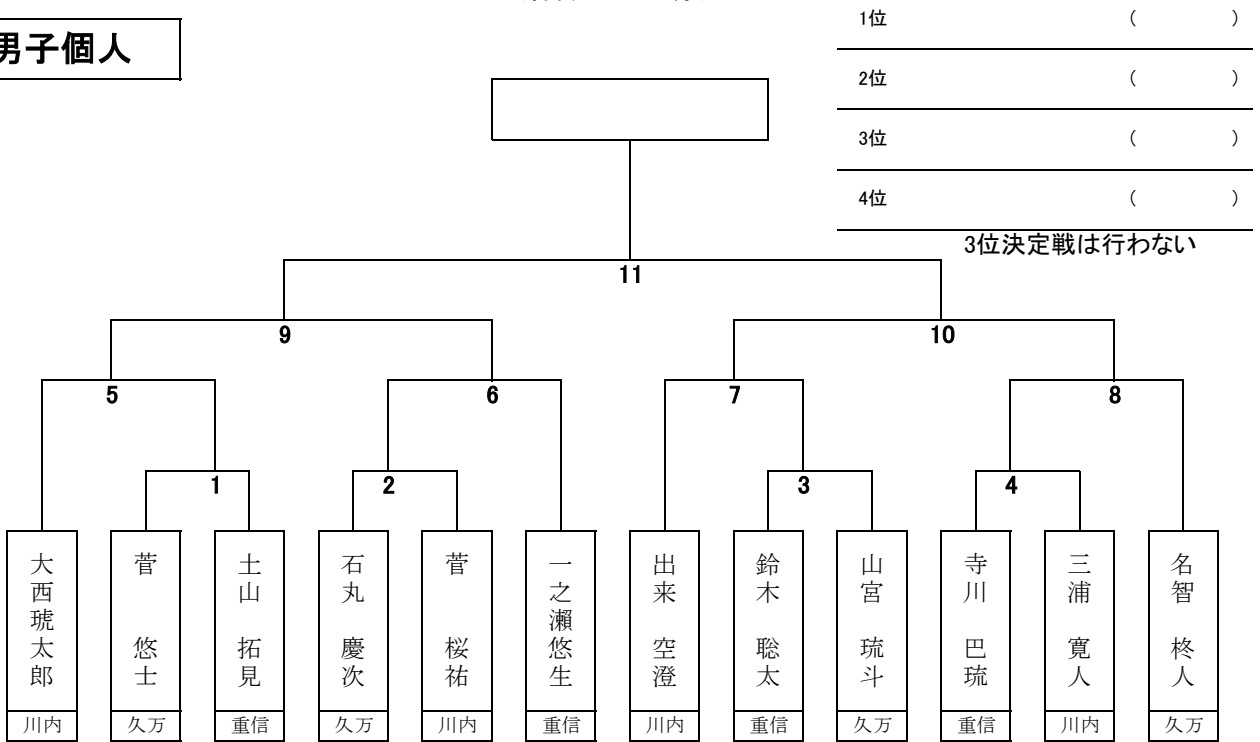 男子個人
1位 ( )
2位 ( )
3位 ( )
4位 ( )
3位決定戦は行わない
11
9 10
5 6 7 8
1 2 3 4
大西琥太郎
菅 悠士
土山 拓見
石丸 慶次
菅 桜祐
一之瀬悠生
出来 空澄
鈴木 聡太
山宮 琉斗
寺川 巴琉
三浦 寛人
名智 柊人
川内 久万 重信 久万 川内 重信 川内 重信 久万 重信 川内 久万